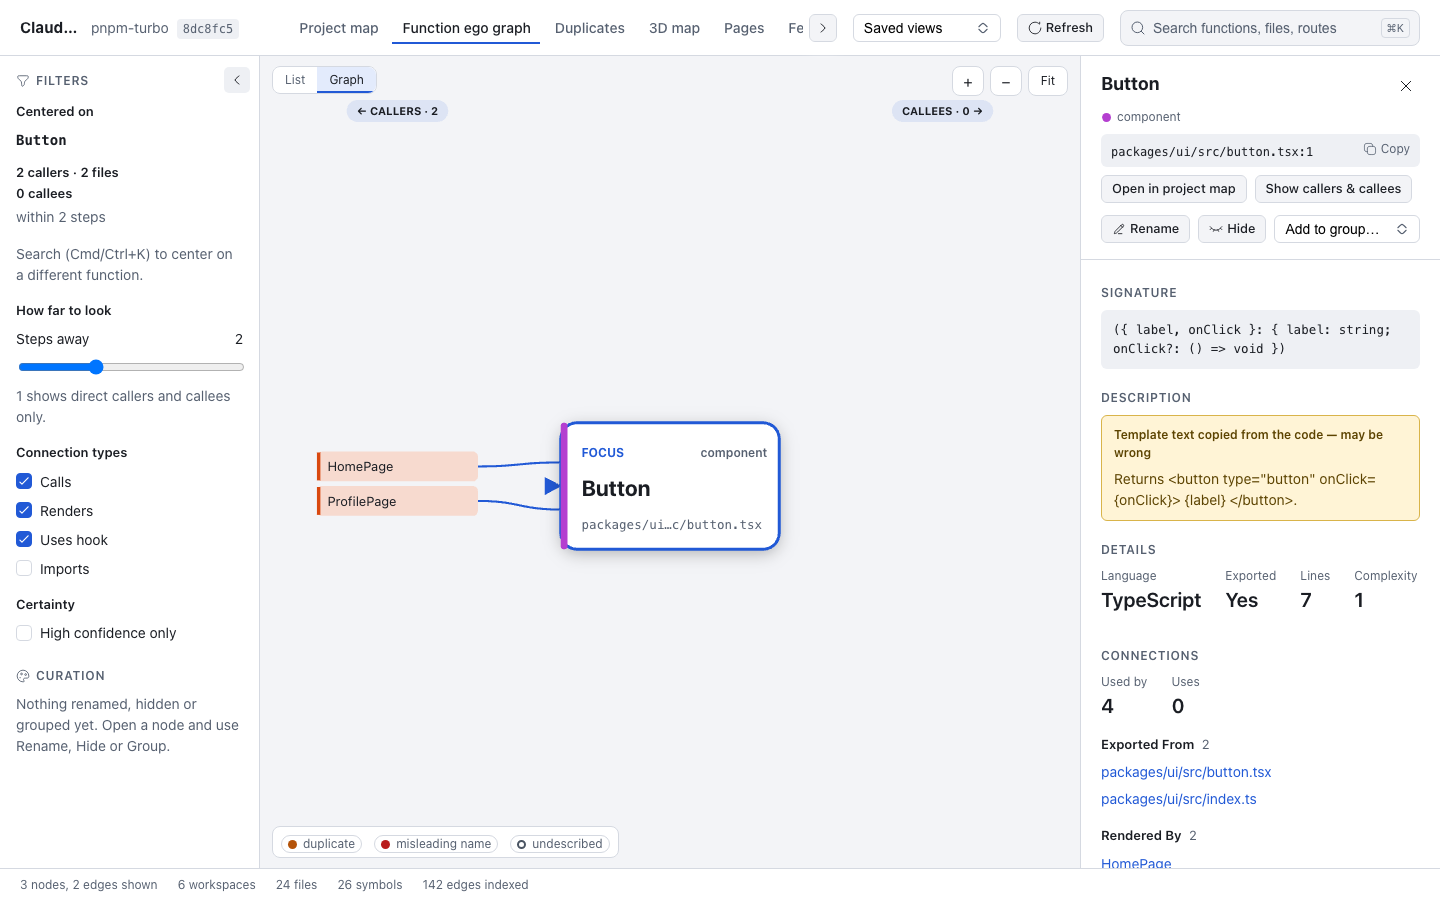 Claud...
pnpm-turbo
8dc8fc5
Project map
Function ego graph
Duplicates
3D map
Pages
Fe
Saved views
Refresh
Search functions, files, routes
⌘K
FILTERS
Centered on
Button
2 callers · 2 files
0 callees
within 2 steps
Search (Cmd/Ctrl+K) to center on
a different function.
How far to look
Steps away 2
1 shows direct callers and callees
only.
Connection types
Calls
Renders
Uses hook
Imports
Certainty
High confidence only
CURATION
Nothing renamed, hidden or
grouped yet. Open a node and use
Rename, Hide or Group.
List
Graph
+
−
Fit
← CALLERS · 2
CALLEES · 0 →
HomePage
ProfilePage
FOCUS
component
Button
packages/ui…c/button.tsx
duplicate
misleading name
undescribed
Button
component
packages/ui/src/button.tsx:1
Copy
Open in project map
Show callers & callees
Rename
Hide
Add to group…
SIGNATURE
({ label, onClick }: { label: string;
onClick?: () => void })
DESCRIPTION
Template text copied from the code — may be
wrong
Returns <button type="button" onClick=
{onClick}> {label} </button>.
DETAILS
Language Exported Lines Complexity
TypeScript Yes 7 1
CONNECTIONS
Used by Uses
4 0
Exported From 2
packages/ui/src/button.tsx
packages/ui/src/index.ts
Rendered By 2
HomePage
3 nodes, 2 edges shown
6 workspaces
24 files
26 symbols
142 edges indexed